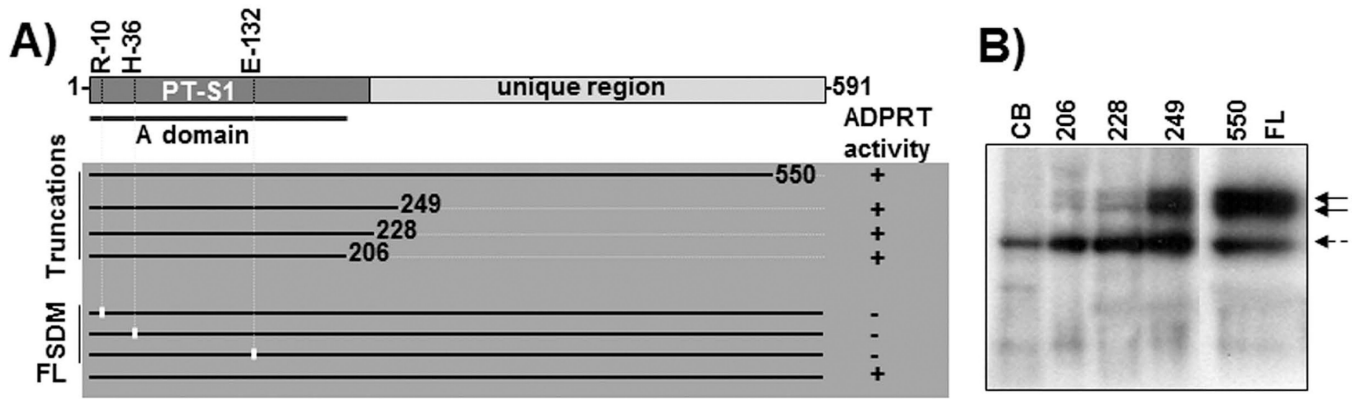 A)
R-10
H-36
E-132
1-
PT-S1
unique region
-591
A domain
ADPRT
activity
Truncations
550
+
249
+
228
+
206
+
SDM
-
-
-
FL
+
B)
CB
206
228
249
550
FL